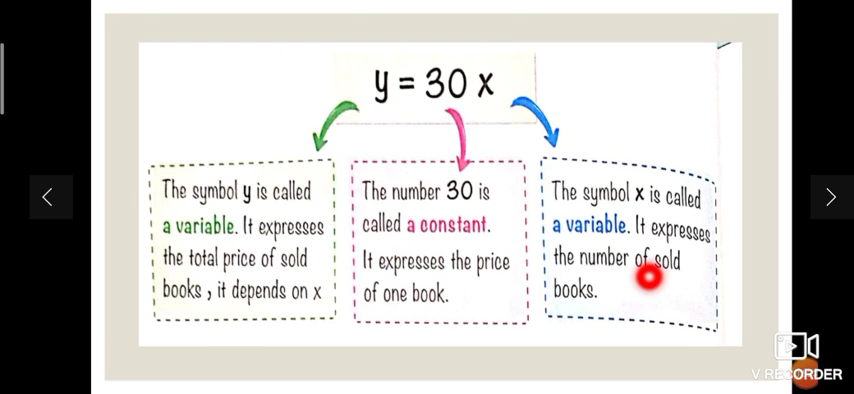 y = 30 x
The symbol y is called
a variable. It expresses
the total price of sold
books , it depends on x
The number 30 is
called a constant.
It expresses the price
of one book.
The symbol x is called
a variable. It expresses
the number of sold
books.
V RECORDER